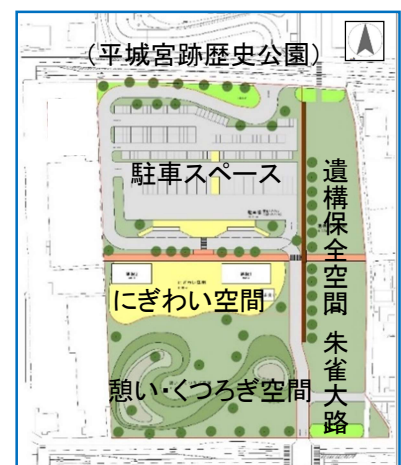 (平城宮跡歴史公園)
駐車スペース
遺構保全空間
にぎわい空間
朱雀大路
憩い・くつろぎ空間